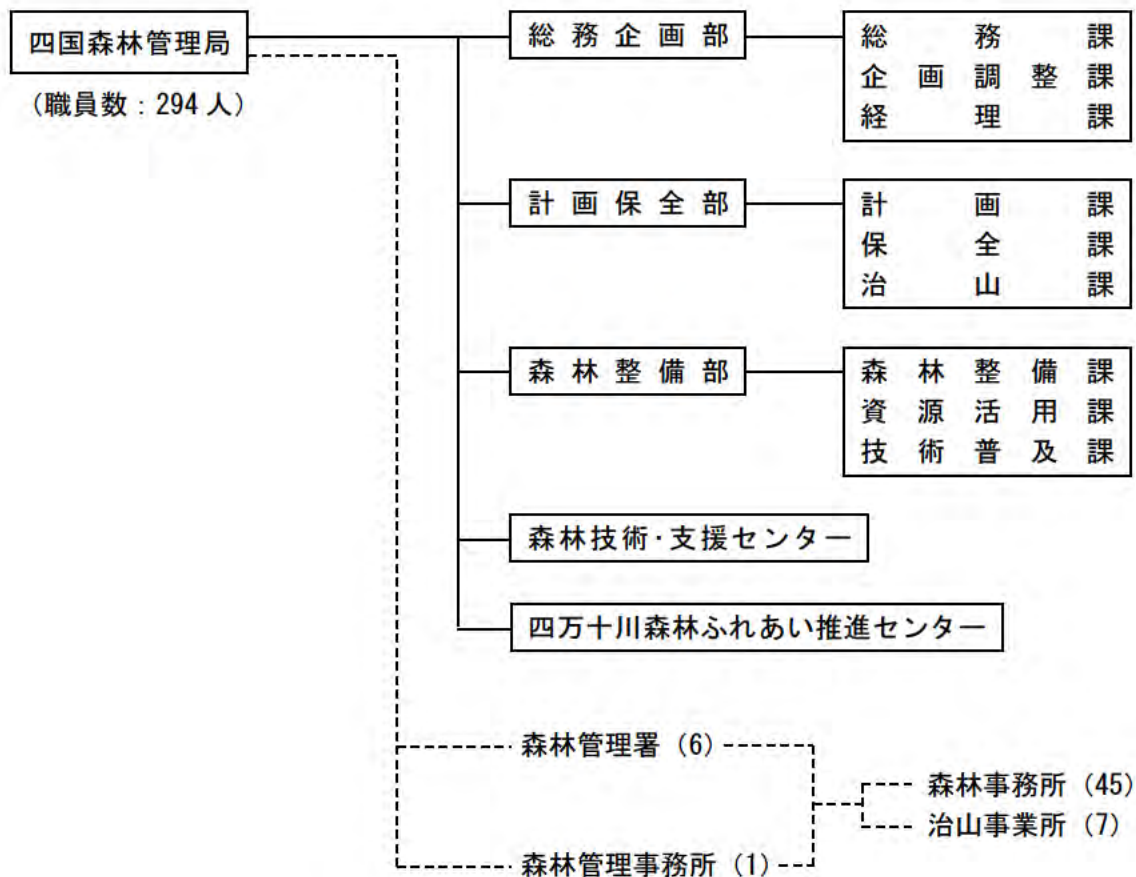 四国森林管理局
（職員数：294 人）
総務企画部
総務課
企画調整課
経理課
計画保全部
計画課
保全課
治山課
森林整備部
森林整備課
資源活用課
技術普及課
森林技術･支援センター
四万十川森林ふれあい推進センター
森林管理署（6）
森林事務所（45）
治山事業所（7）
森林管理事務所（1）